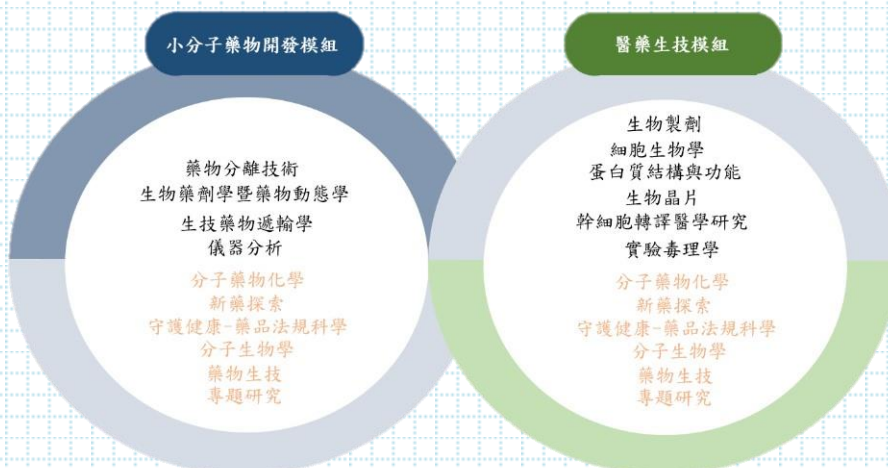 小分子藥物開發模組
藥物分離技術
生物藥劑學暨藥物動態學
生技藥物遞輸學
儀器分析
分子藥物化學
新藥探索
守護健康-藥品法規科學
分子生物學
藥物生技
專題研究
醫藥生技模組
生物製劑
細胞生物學
蛋白質結構與功能
生物晶片
幹細胞轉譯醫學研究
實驗毒理學
分子藥物化學
新藥探索
守護健康-藥品法規科學
分子生物學
藥物生技
專題研究